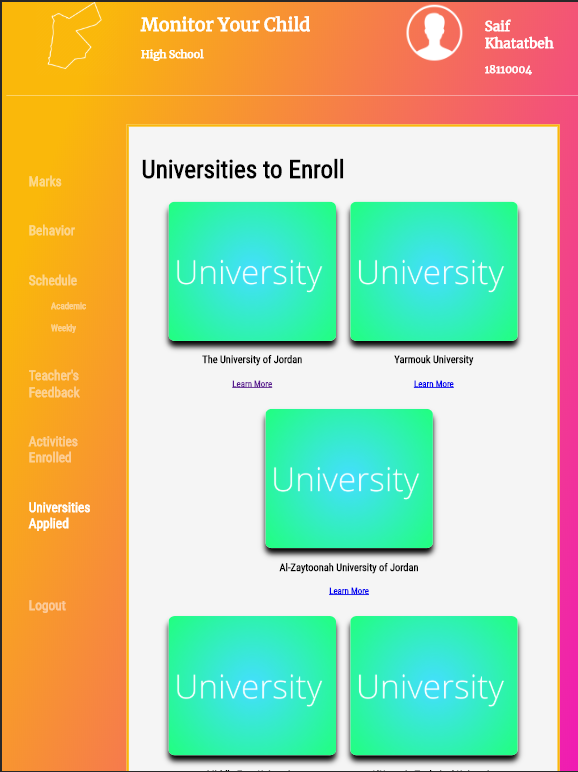 Monitor Your Child
High School
Saif
Khatatbeh
18110004
Marks
Behavior
Schedule
Academic
Weekly
Teacher's
Feedback
Activities
Enrolled
Universities
Applied
Logout
Universities to Enroll
University
University
The University of Jordan
Yarmouk University
Learn More
Learn More
University
Al-Zaytoonah University of Jordan
Learn More
University
University